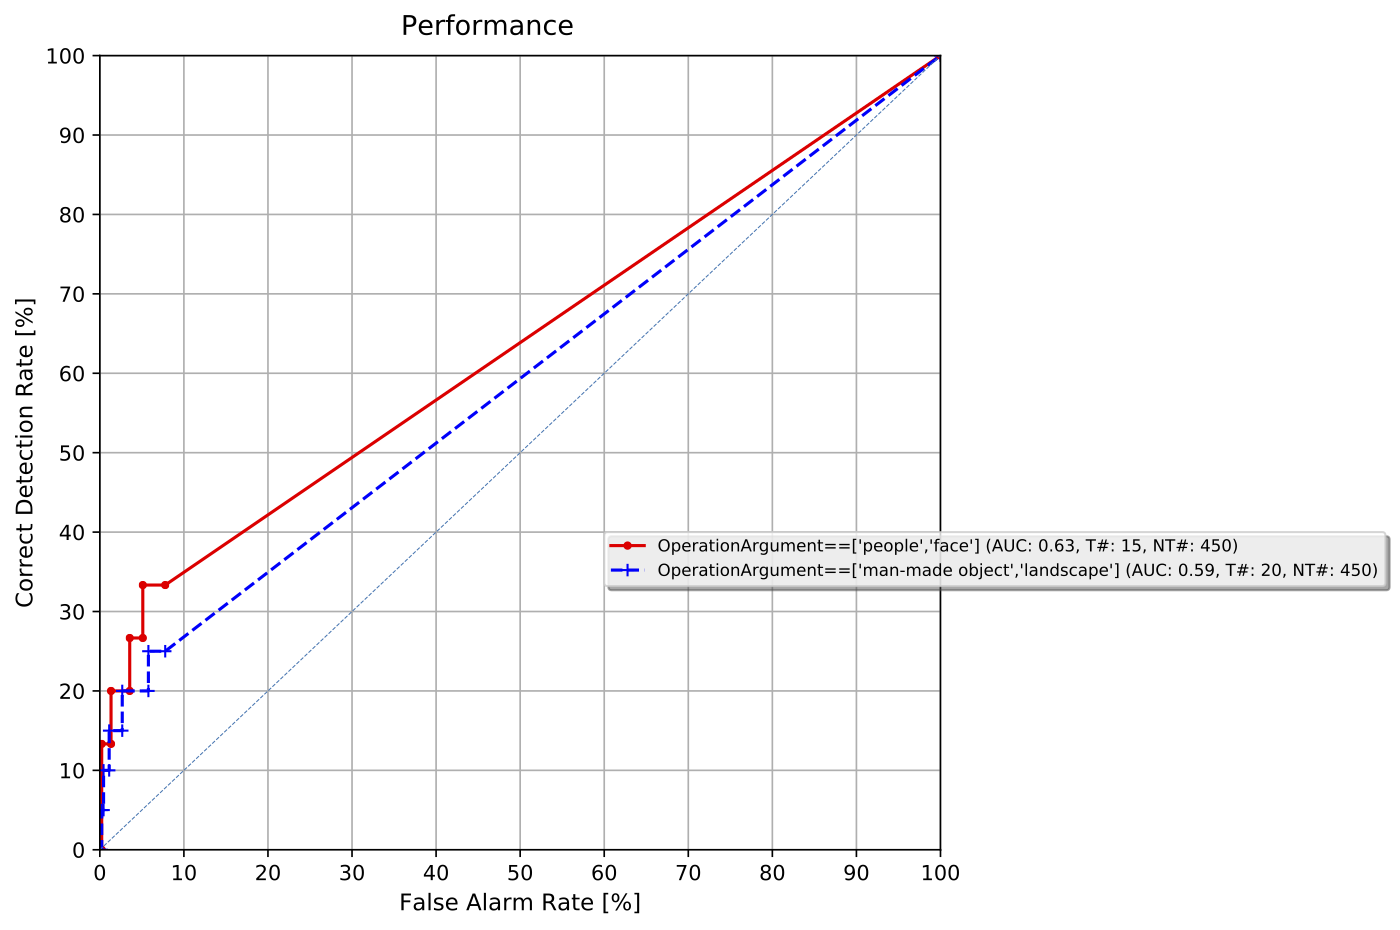 Performance
100
90
80
70
60
50
40
30
20
10
0
Correct Detection Rate [%]
OperationArgument==['people','face'] (AUC: 0.63, T#: 15, NT#: 450)
OperationArgument==['man-made object','landscape'] (AUC: 0.59, T#: 20, NT#: 450)
0 10 20 30 40 50 60 70 80 90 100
False Alarm Rate [%]